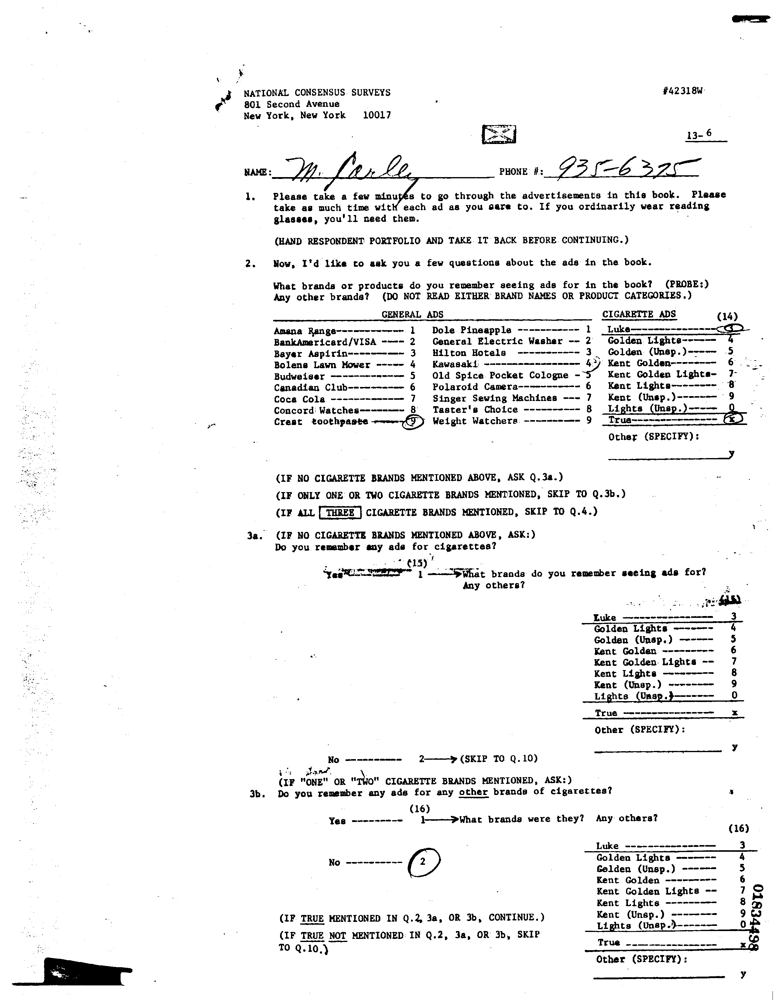 NATIONAL CONSENSUS SURVEYS #42318W
801 Second Avenue
New York, New York 10017
13- 6
NAME: M. Carley PHONE #: 935-6375
1. Please take a few minutes to go through the advertisements in this book. Please
take as much time with each ad as you care to. If you ordinarily wear reading
glasses, you'll need them.
(HAND RESPONDENT PORTFOLIO AND TAKE IT BACK BEFORE CONTINUING.)
2. Now, I'd like to ask you a few questions about the ads in the book.
What brands or products do you remember seeing ads for in the book? (PROBE:)
Any other brands? (DO NOT READ EITHER BRAND NAMES OR PRODUCT CATEGORIES.)
GENERAL ADS CIGARETTE ADS (14)
Amana Range----------- 1 Dole Pineapple ---------- 1 Luke--------------- 3
BankAmericard/VISA ---- 2 General Electric Washer -- 2 Golden Lights------ 4
Bayer Aspirin---------- 3 Hilton Hotels ----------- 3 Golden (Unsp.)----- 5
Bolens Lawn Mower ----- 4 Kawasaki --------------- 4 Kent Golden-------- 6
Budweiser ------------- 5 Old Spice Pocket Cologne - 5 Kent Golden Lights- 7
Canadian Club---------- 6 Polaroid Camera---------- 6 Kent Lights-------- 8
Coca Cola ------------- 7 Singer Sewing Machines --- 7 Kent (Unsp.)------- 9
Concord Watches-------- 8 Taster's Choice ---------- 8 Lights (Unsp.)----- 0
Crest toothpaste ------ 9 Weight Watchers ---------- 9 True--------------- x
Other (SPECIFY):
y
(IF NO CIGARETTE BRANDS MENTIONED ABOVE, ASK Q.3a.)
(IF ONLY ONE OR TWO CIGARETTE BRANDS MENTIONED, SKIP TO Q.3b.)
(IF ALL THREE CIGARETTE BRANDS MENTIONED, SKIP TO Q.4.)
3a. (IF NO CIGARETTE BRANDS MENTIONED ABOVE, ASK:)
Do you remember any ads for cigarettes?
(15)
Yes 1 What brands do you remember seeing ads for?
Any others?
(15)
Luke --------------- 3
Golden Lights ------- 4
Golden (Unsp.) ------ 5
Kent Golden --------- 6
Kent Golden Lights -- 7
Kent Lights --------- 8
Kent (Unsp.) -------- 9
Lights (Unsp.)------- 0
True ---------------- x
Other (SPECIFY):
y
No ---------- 2 (SKIP TO Q.10)
(IF "ONE" OR "TWO" CIGARETTE BRANDS MENTIONED, ASK:)
3b. Do you remember any ads for any other brands of cigarettes?
(16)
Yes --------- 1 What brands were they? Any others?
(16)
Luke ---------------- 3
No ---------- 2 Golden Lights ------- 4
Golden (Unsp.) ------ 5
Kent Golden --------- 6
Kent Golden Lights -- 7
Kent Lights --------- 8
(IF TRUE MENTIONED IN Q.2, 3a, OR 3b, CONTINUE.) Kent (Unsp.) -------- 9
Lights (Unsp.)------- 0
(IF TRUE NOT MENTIONED IN Q.2, 3a, OR 3b, SKIP
TO Q.10.) True ---------------- x
Other (SPECIFY):
y
01834498